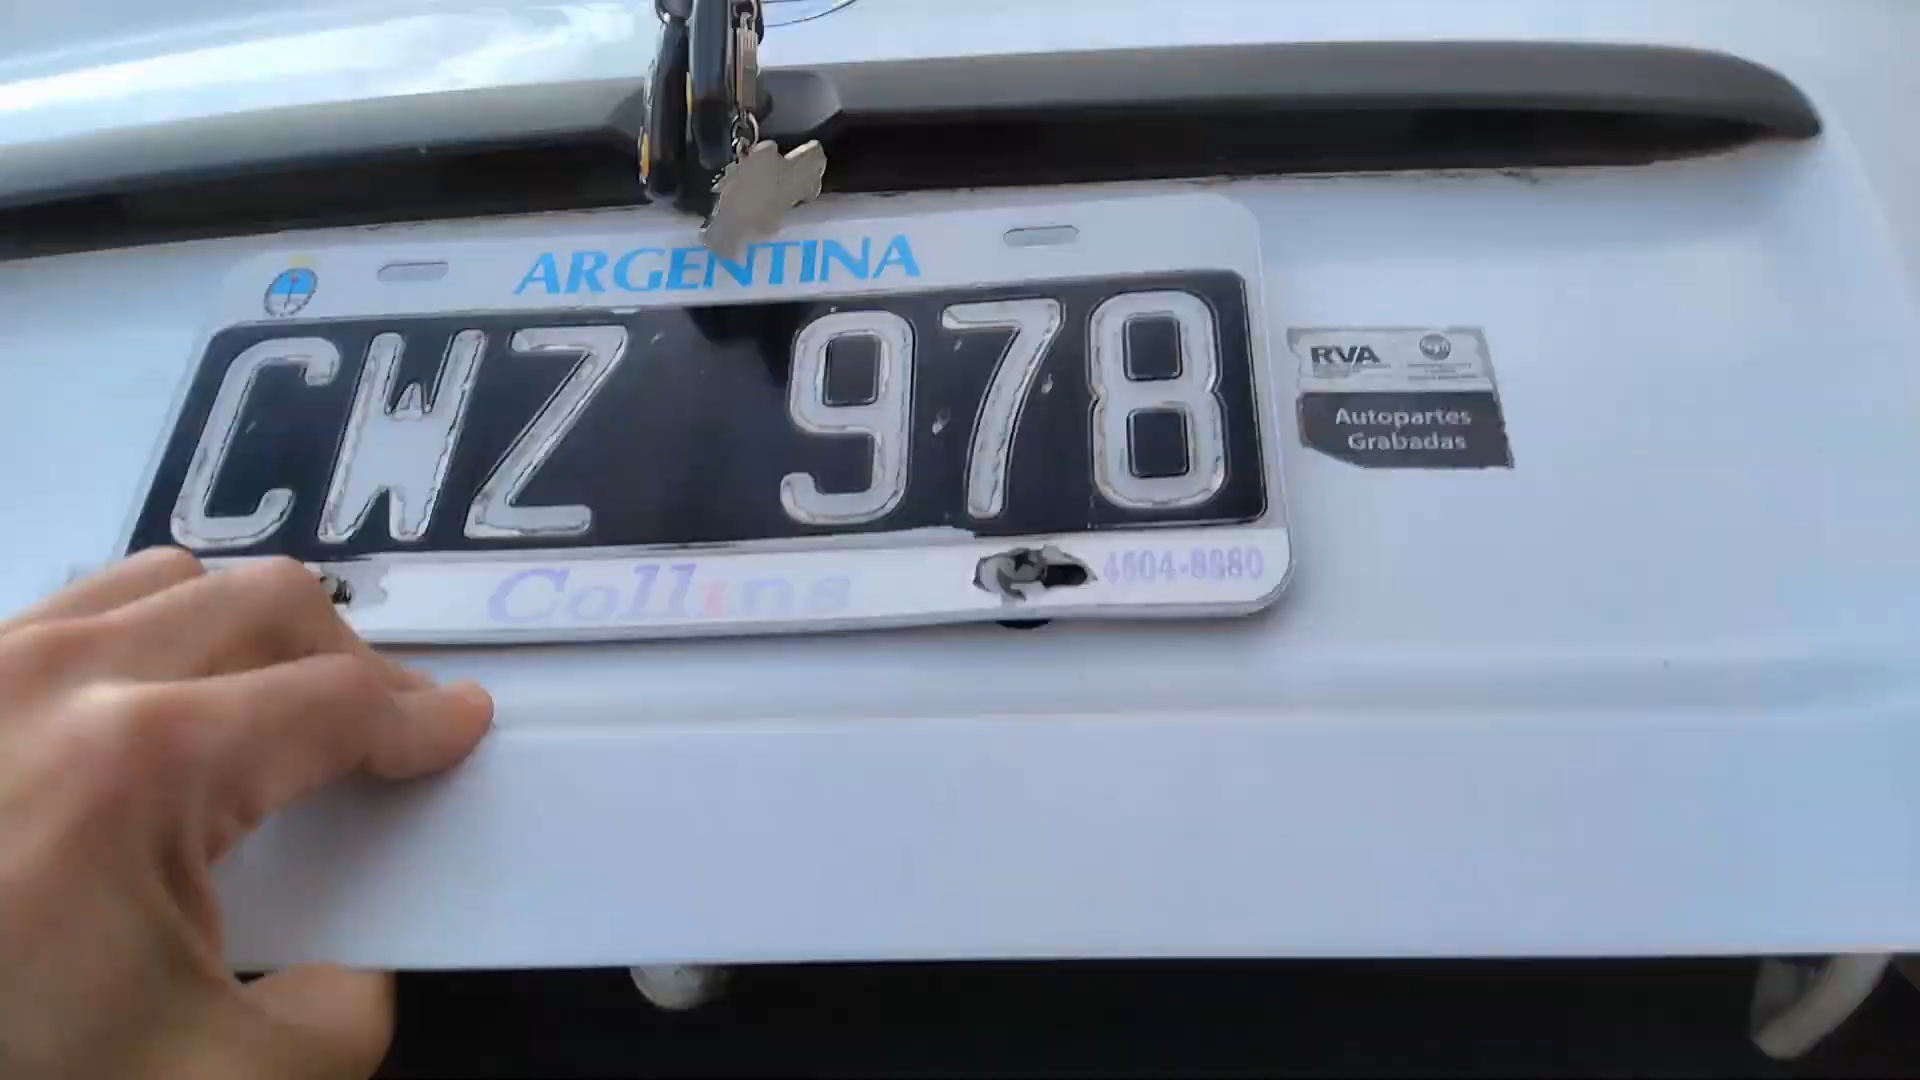 ARGENTINA
CWZ 978
Collins 4604-8880
RVA
Autopartes
Grabadas